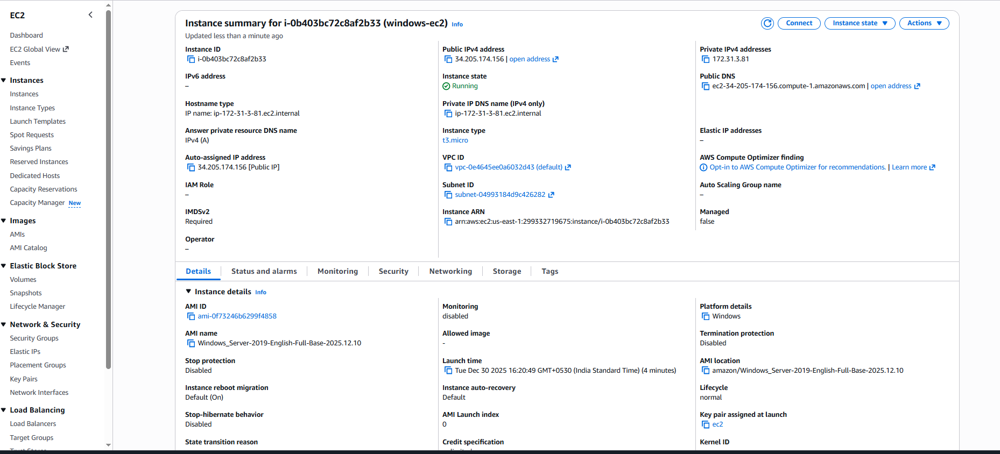 EC2
Dashboard
EC2 Global View
Events
Instances
Instances
Instance Types
Launch Templates
Spot Requests
Savings Plans
Reserved Instances
Dedicated Hosts
Capacity Reservations
Capacity Manager New
Images
AMIs
AMI Catalog
Elastic Block Store
Volumes
Snapshots
Lifecycle Manager
Network & Security
Security Groups
Elastic IPs
Placement Groups
Key Pairs
Network Interfaces
Load Balancing
Load Balancers
Target Groups
Instance summary for i-0b403bc72c8af2b33 (windows-ec2) Info
Connect
Instance state
Actions
Updated less than a minute ago
Instance ID
i-0b403bc72c8af2b33
Public IPv4 address
34.205.174.156 | open address
Private IPv4 addresses
172.31.3.81
IPv6 address
–
Instance state
Running
Public DNS
ec2-34-205-174-156.compute-1.amazonaws.com | open address
Hostname type
IP name: ip-172-31-3-81.ec2.internal
Private IP DNS name (IPv4 only)
ip-172-31-3-81.ec2.internal
Answer private resource DNS name
IPv4 (A)
Instance type
t3.micro
Elastic IP addresses
–
Auto-assigned IP address
34.205.174.156 [Public IP]
VPC ID
vpc-0e4645ee0a6032d43 (default)
AWS Compute Optimizer finding
Opt-in to AWS Compute Optimizer for recommendations. | Learn more
IAM Role
–
Subnet ID
subnet-04993184d9c426282
Auto Scaling Group name
–
IMDSv2
Required
Instance ARN
arn:aws:ec2:us-east-1:299332719675:instance/i-0b403bc72c8af2b33
Managed
false
Operator
–
Details
Status and alarms
Monitoring
Security
Networking
Storage
Tags
Instance details Info
AMI ID
ami-0f73246b6299f4858
Monitoring
disabled
Platform details
Windows
AMI name
Windows_Server-2019-English-Full-Base-2025.12.10
Allowed image
-
Termination protection
Disabled
Stop protection
Disabled
Launch time
Tue Dec 30 2025 16:20:49 GMT+0530 (India Standard Time) (4 minutes)
AMI location
amazon/Windows_Server-2019-English-Full-Base-2025.12.10
Instance reboot migration
Default (On)
Instance auto-recovery
Default
Lifecycle
normal
Stop-hibernate behavior
Disabled
AMI Launch index
0
Key pair assigned at launch
ec2
State transition reason
Credit specification
Kernel ID